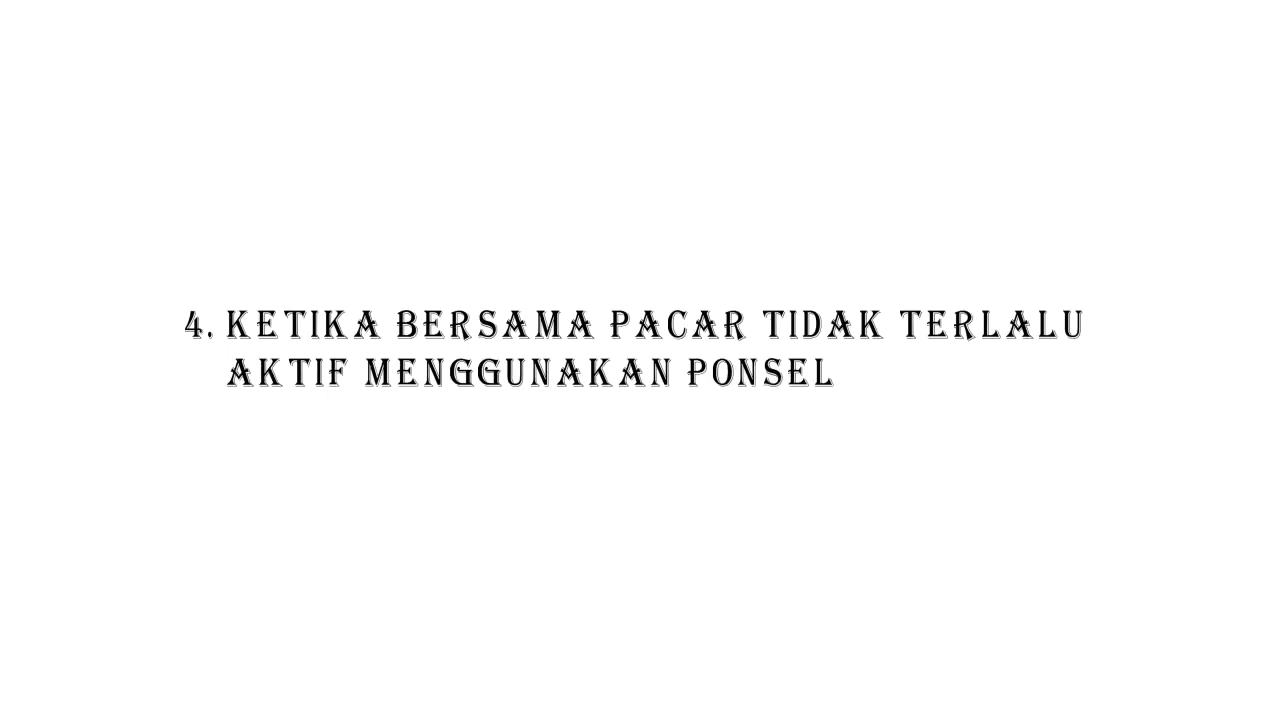 4. KETIKA BERSAMA PACAR TIDAK TERLALU
AKTIF MENGGUNAKAN PONSEL